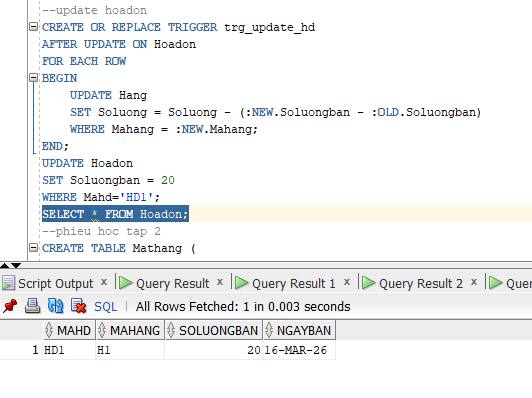 --update hoadon
CREATE OR REPLACE TRIGGER trg_update_hd
AFTER UPDATE ON Hoadon
FOR EACH ROW
BEGIN
UPDATE Hang
SET Soluong = Soluong - (:NEW.Soluongban - :OLD.Soluongban)
WHERE Mahang = :NEW.Mahang;
END;
UPDATE Hoadon
SET Soluongban = 20
WHERE Mahd='HD1';
SELECT * FROM Hoadon;
--phieu hoc tap 2
CREATE TABLE Mathang (
Script Output x Query Result x Query Result 1 x Query Result 2 x Que
SQL | All Rows Fetched: 1 in 0.003 seconds
MAHD MAHANG SOLUONGBAN NGAYBAN
1 HD1 H1 20 16-MAR-26